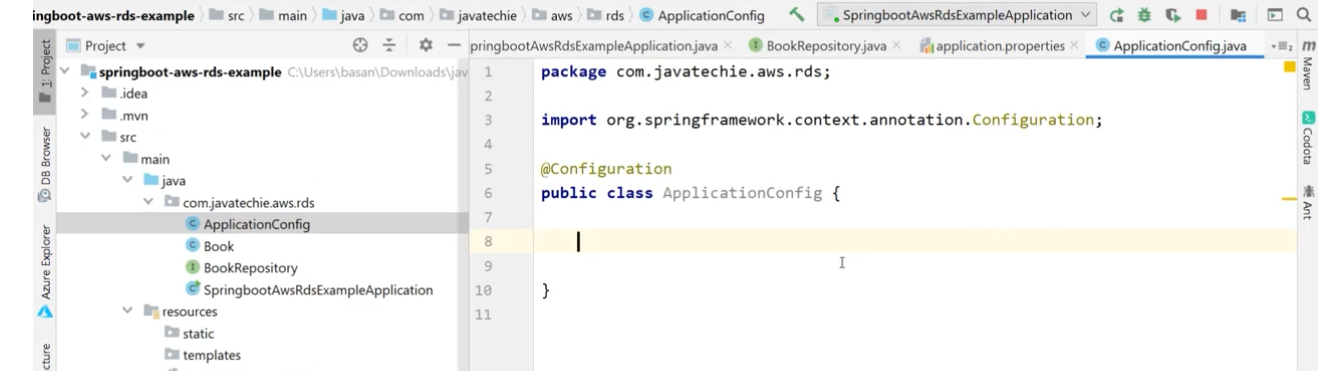 ingboot-aws-rds-example src main java com javatechie aws rds ApplicationConfig SpringbootAwsRdsExampleApplication
1: Project
DB Browser
Azure Explorer
cture
Project
springboot-aws-rds-example C:\Users\basan\Downloads\jav
.idea
.mvn
src
main
java
com.javatechie.aws.rds
ApplicationConfig
Book
BookRepository
SpringbootAwsRdsExampleApplication
resources
static
templates
pringbootAwsRdsExampleApplication.java BookRepository.java application.properties ApplicationConfig.java
1 package com.javatechie.aws.rds;
2
3 import org.springframework.context.annotation.Configuration;
4
5 @Configuration
6 public class ApplicationConfig {
7
8
9
10 }
11
Maven
Codota
Ant